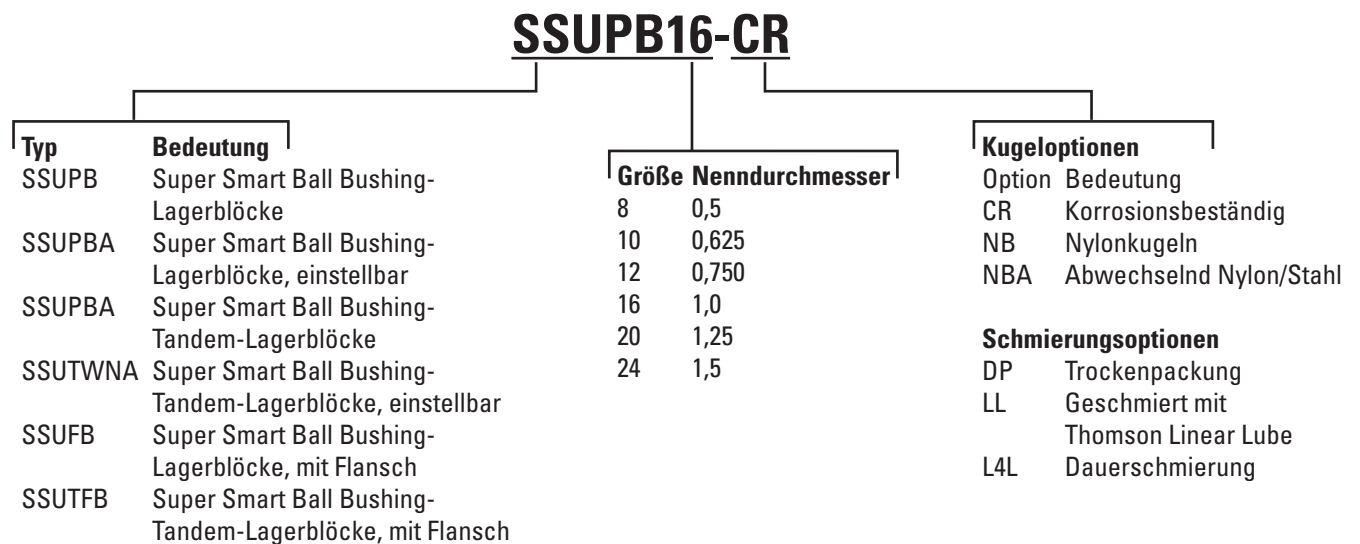 SSUPB16-CR
Typ Bedeutung
SSUPB Super Smart Ball Bushing-
Lagerblöcke
SSUPBA Super Smart Ball Bushing-
Lagerblöcke, einstellbar
SSUPBA Super Smart Ball Bushing-
Tandem-Lagerblöcke
SSUTWNA Super Smart Ball Bushing-
Tandem-Lagerblöcke, einstellbar
SSUFB Super Smart Ball Bushing-
Lagerblöcke, mit Flansch
SSUTFB Super Smart Ball Bushing-
Tandem-Lagerblöcke, mit Flansch
Größe Nenndurchmesser
8 0,5
10 0,625
12 0,750
16 1,0
20 1,25
24 1,5
Kugeloptionen
Option Bedeutung
CR Korrosionsbeständig
NB Nylonkugeln
NBA Abwechselnd Nylon/Stahl
Schmierungsoptionen
DP Trockenpackung
LL Geschmiert mit
Thomson Linear Lube
L4L Dauerschmierung